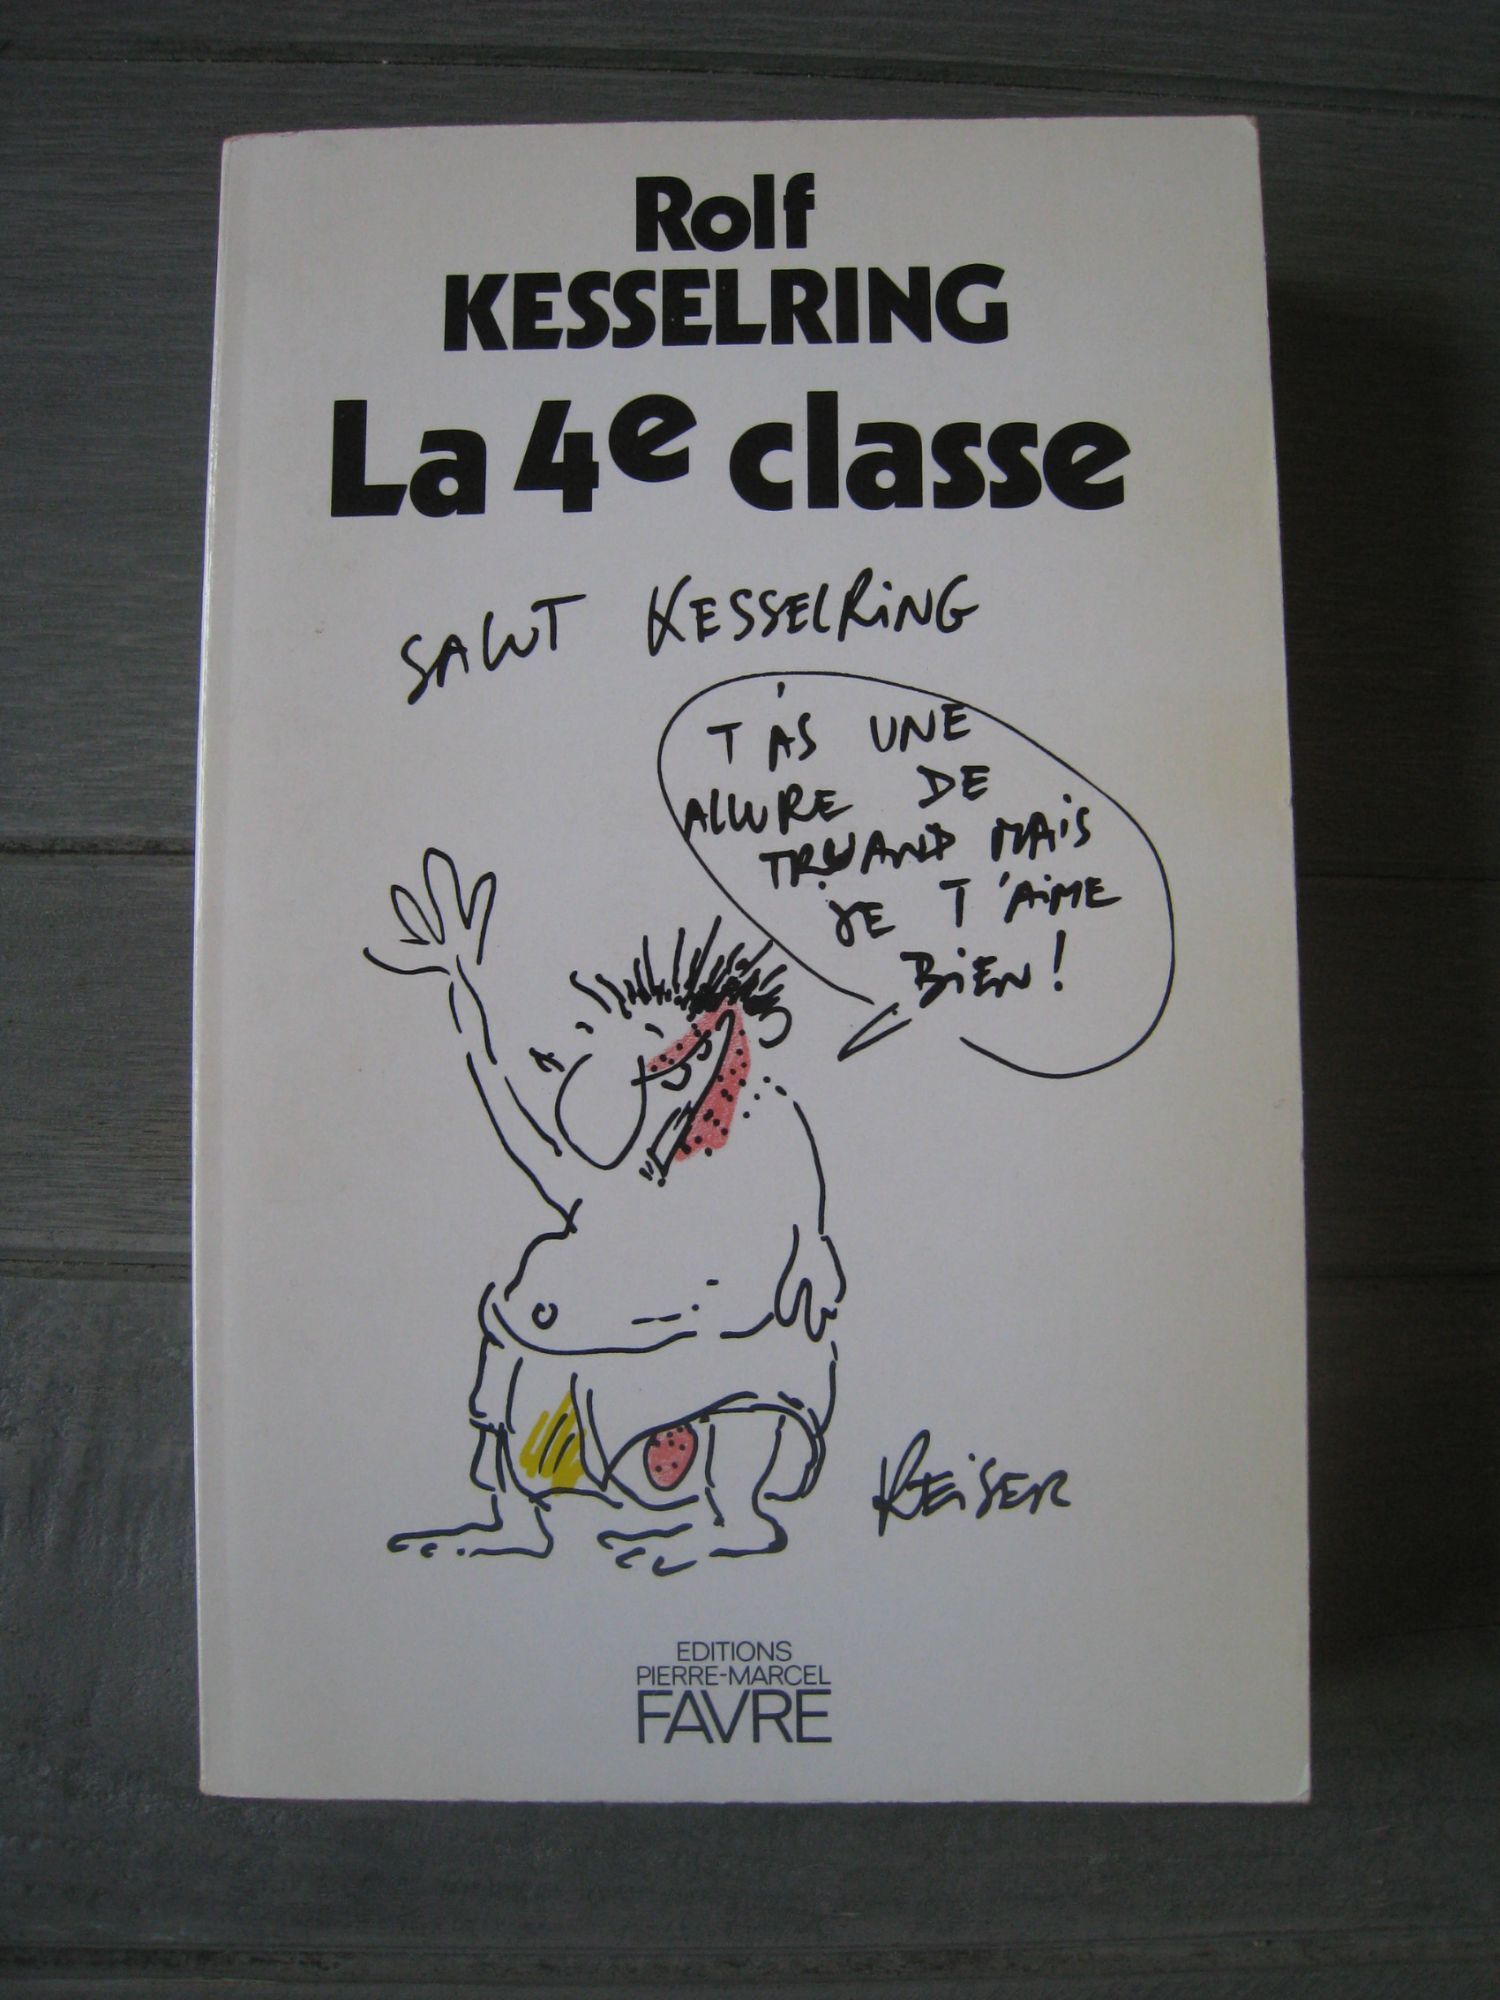 Rolf
KESSELRING
La 4e classe
SALUT KESSELRiNG
T'AS UNE
ALLURE DE
TRUAND MAIS
JE T'AIME
BIEN!
REiSER
EDITIONS
PIERRE-MARCEL
FAVRE